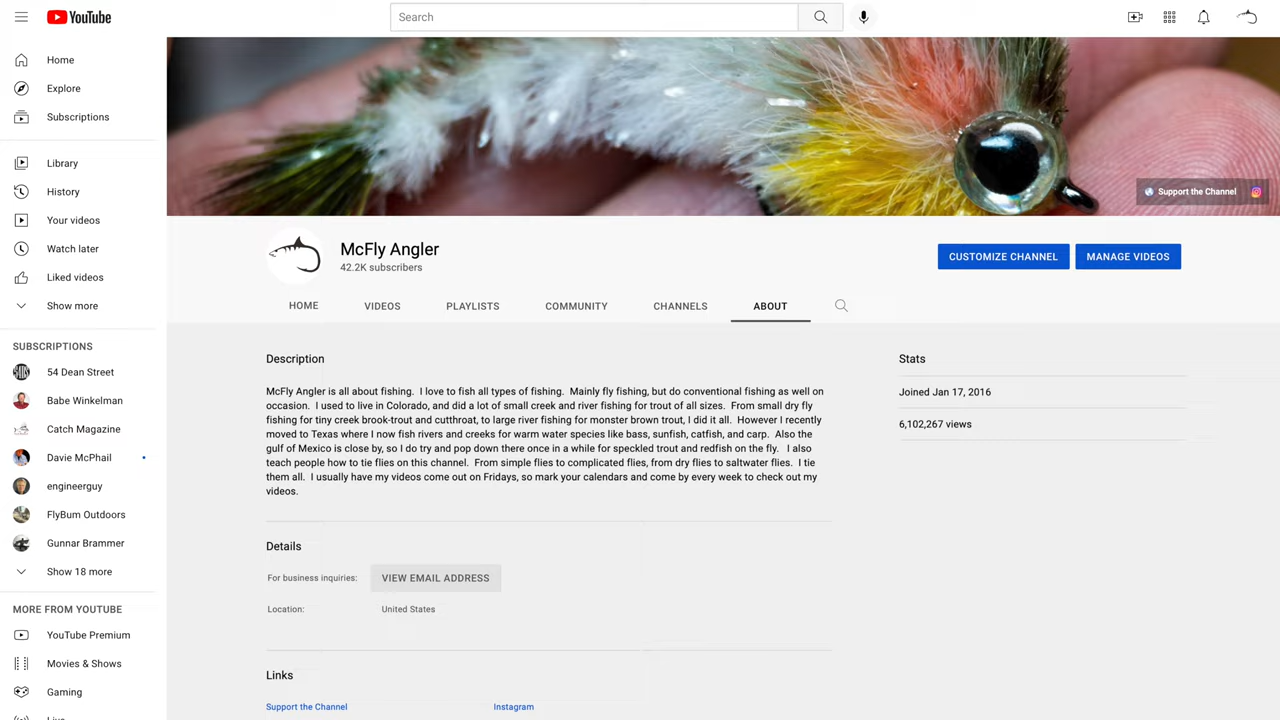 YouTube
Search
Home
Explore
Subscriptions
Library
History
Your videos
Watch later
Liked videos
Show more
SUBSCRIPTIONS
54 Dean Street
Babe Winkelman
Catch Magazine
Davie McPhail
engineerguy
FlyBum Outdoors
Gunnar Brammer
Show 18 more
MORE FROM YOUTUBE
YouTube Premium
Movies & Shows
Gaming
Live
Support the Channel
McFly Angler
42.2K subscribers
CUSTOMIZE CHANNEL
MANAGE VIDEOS
HOME
VIDEOS
PLAYLISTS
COMMUNITY
CHANNELS
ABOUT
Description
McFly Angler is all about fishing.  I love to fish all types of fishing.  Mainly fly fishing, but do conventional fishing as well on
occasion.  I used to live in Colorado, and did a lot of small creek and river fishing for trout of all sizes.  From small dry fly
fishing for tiny creek brook-trout and cutthroat, to large river fishing for monster brown trout, I did it all.  However I recently
moved to Texas where I now fish rivers and creeks for warm water species like bass, sunfish, catfish, and carp.  Also the
gulf of Mexico is close by, so I do try and pop down there once in a while for speckled trout and redfish on the fly.  I also
teach people how to tie flies on this channel.  From simple flies to complicated flies, from dry flies to saltwater flies.  I tie
them all.  I usually have my videos come out on Fridays, so mark your calendars and come by every week to check out my
videos.
Details
For business inquiries:
VIEW EMAIL ADDRESS
Location:
United States
Links
Support the Channel
Instagram
Stats
Joined Jan 17, 2016
6,102,267 views